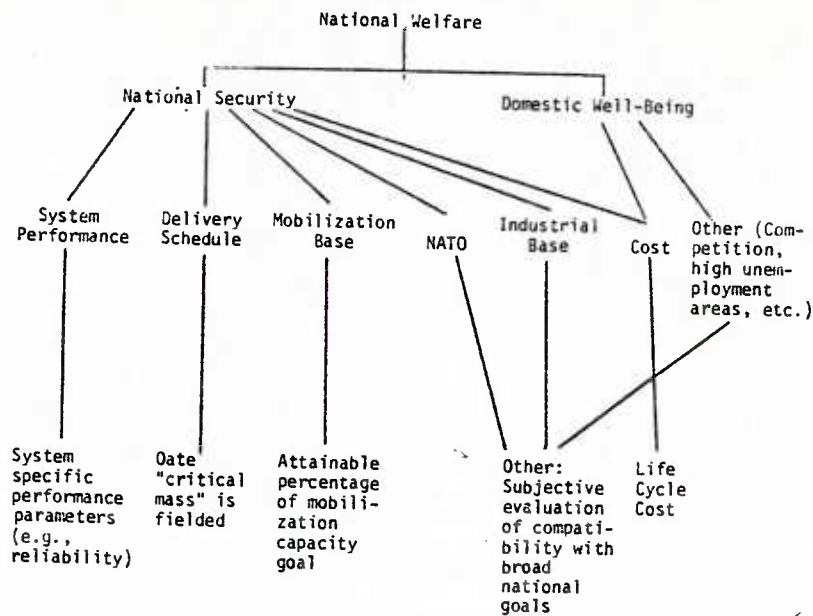 National Welfare
National Security
Domestic Well-Being
System
Performance
Delivery
Schedule
Mobilization
Base
NATO
Industrial
Base
Cost
Other (Com-
petition,
high unem-
ployment
areas, etc.)
System
specific
performance
parameters
(e.g.,
reliability)
Oate
"critical
mass" is
fielded
Attainable
percentage
of mobili-
zation
capacity
goal
Other:
Subjective
evaluation
of compati-
bility with
broad
national
goals
Life
Cycle
Cost